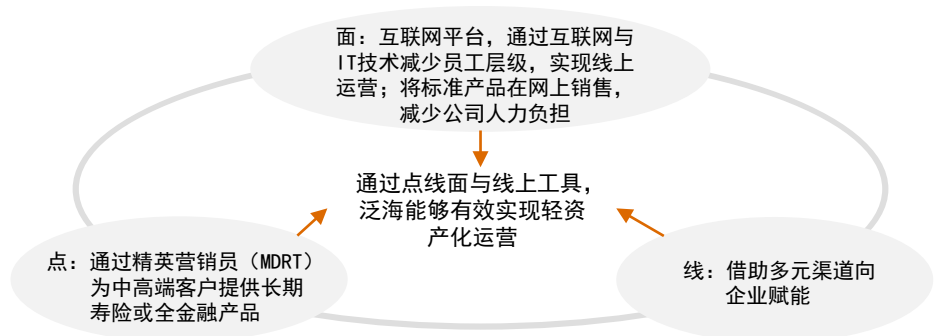 面：互联网平台，通过互联网与
IT技术减少员工层级，实现线上
运营；将标准产品在网上销售，
减少公司人力负担
通过点线面与线上工具，
泛海能够有效实现轻资
产化运营
点：通过精英营销员（MDRT）
为中高端客户提供长期
寿险或全金融产品
线：借助多元渠道向
企业赋能